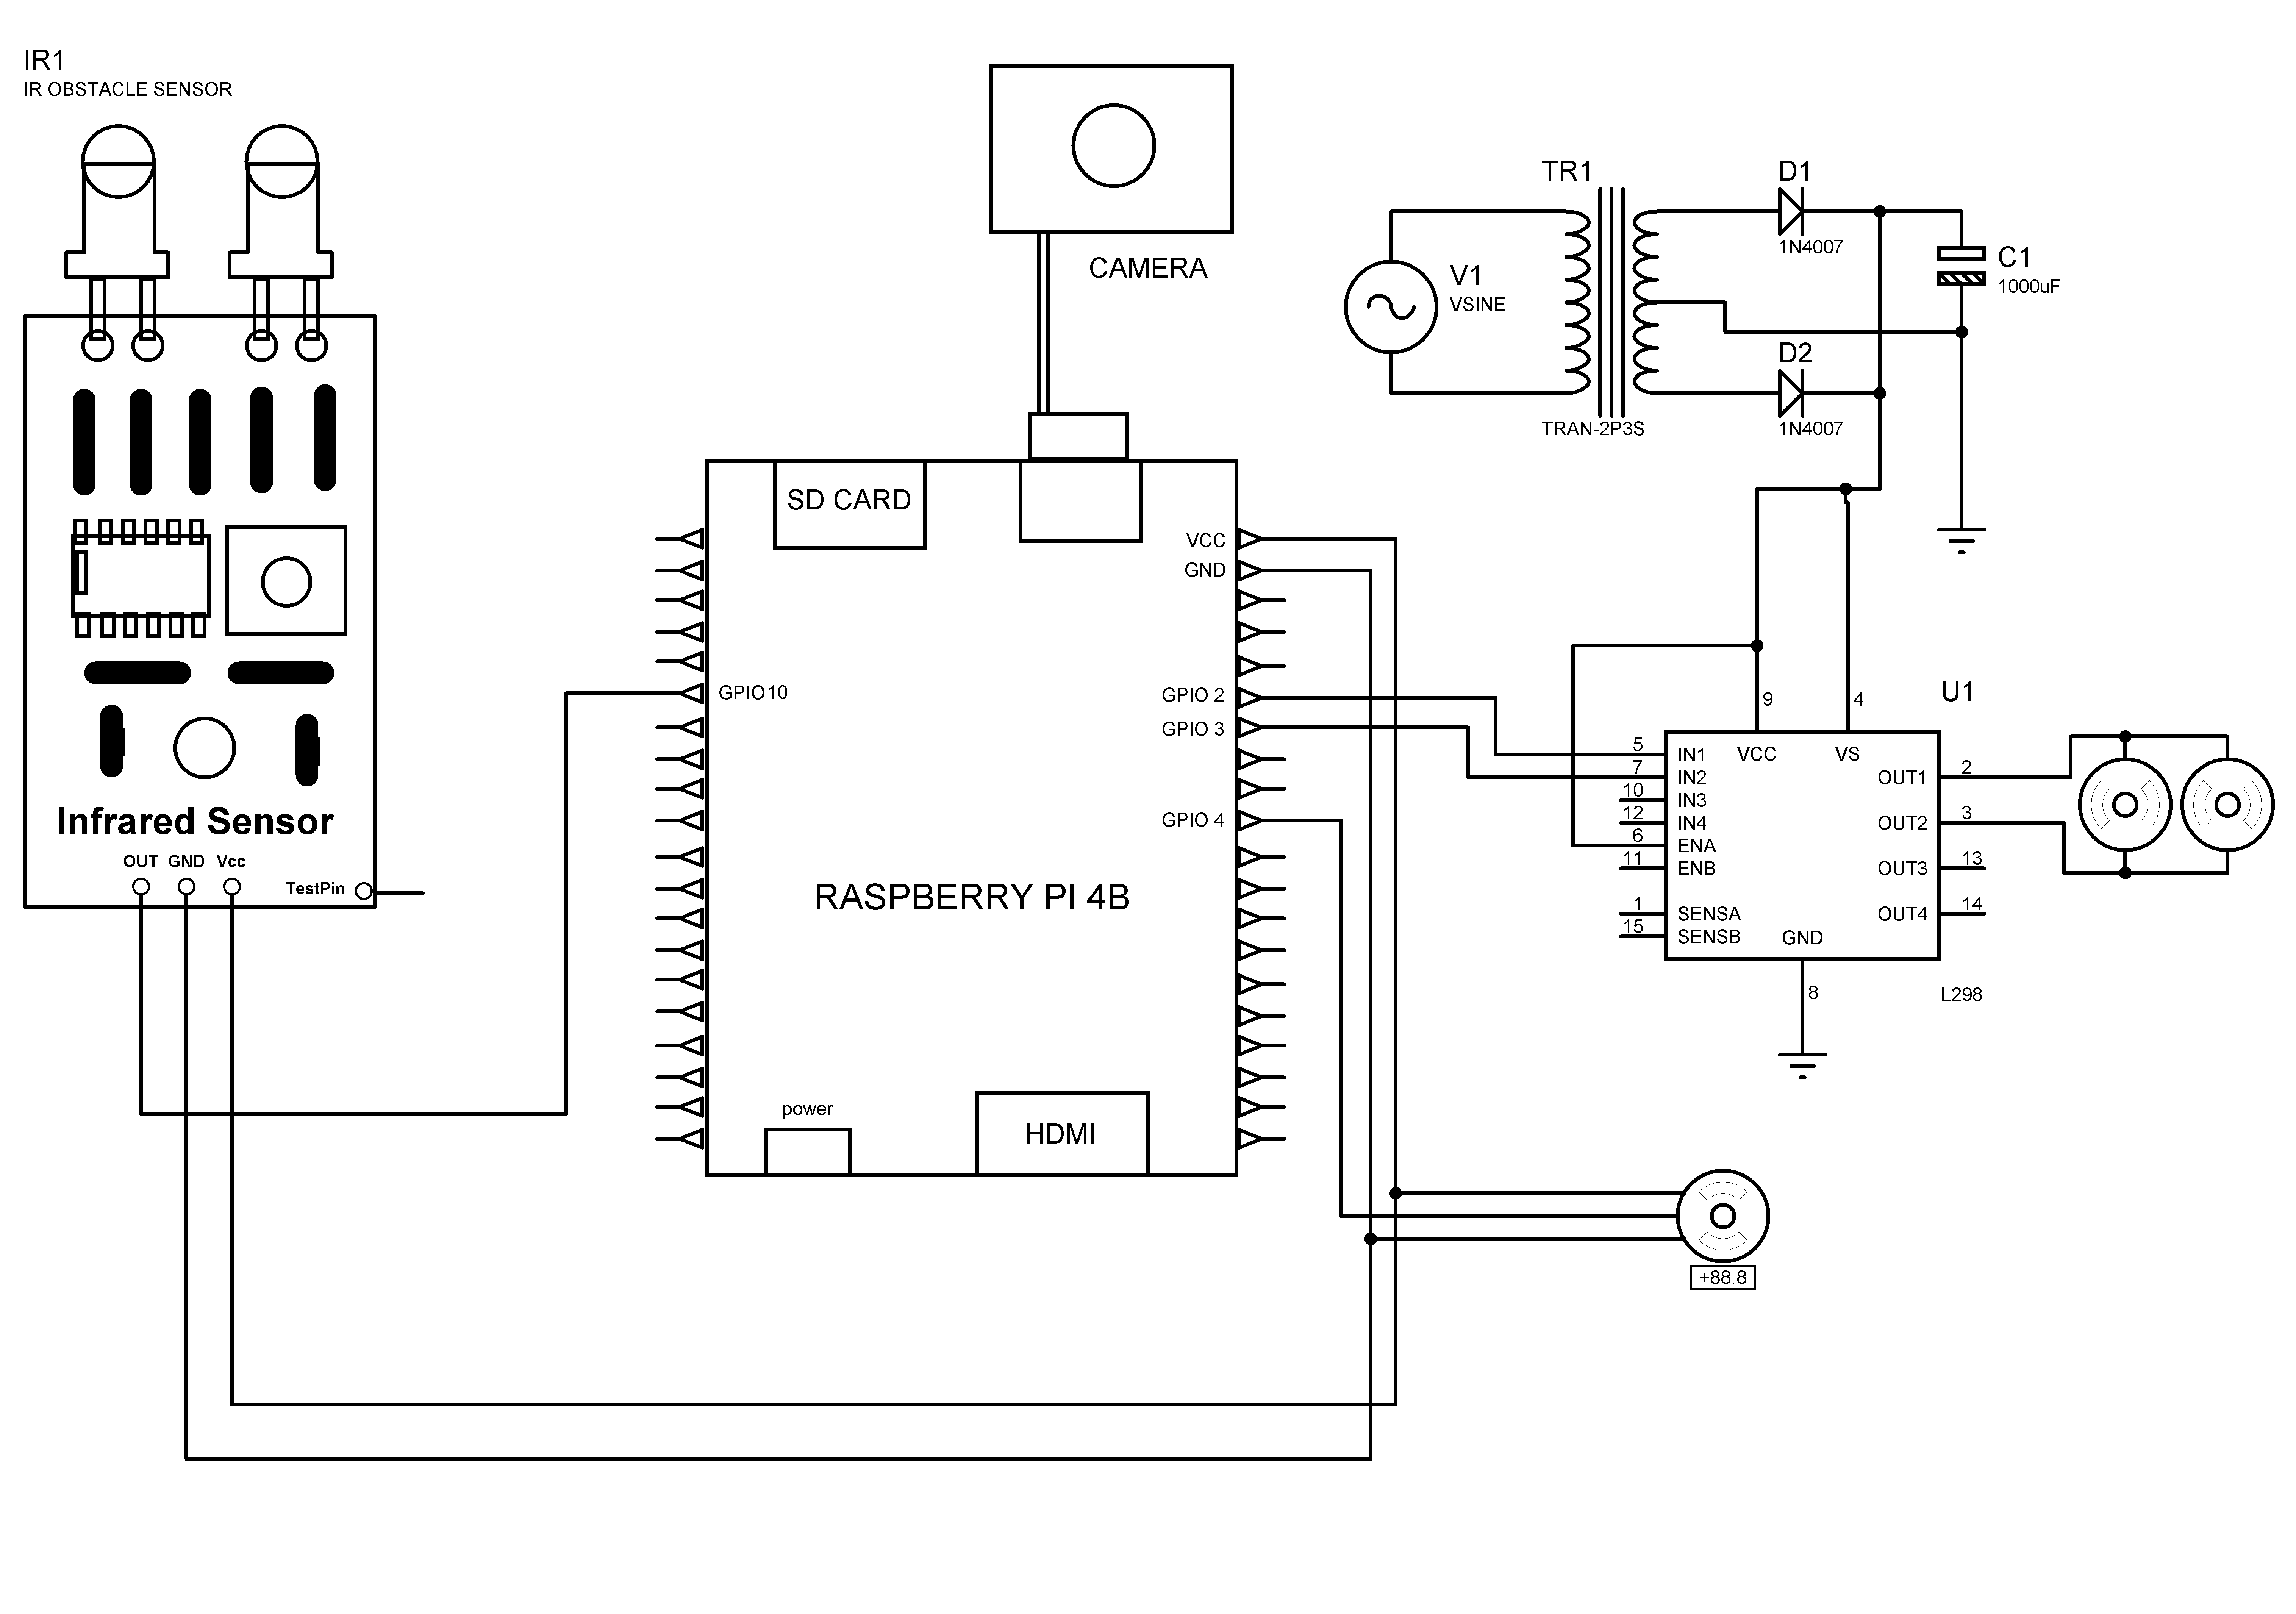 IR1
IR OBSTACLE SENSOR
Infrared Sensor
OUT GND Vcc
TestPin
CAMERA
SD CARD
VCC
GND
GPIO10
GPIO 2
GPIO 3
GPIO 4
RASPBERRY PI 4B
power
HDMI
V1
VSINE
TR1
TRAN-2P3S
D1
1N4007
D2
1N4007
C1
1000uF
U1
9
4
VCC
VS
5
IN1
7
IN2
10
IN3
12
IN4
6
ENA
11
ENB
1
SENSA
15
SENSB
GND
8
OUT1
2
OUT2
3
OUT3
13
OUT4
14
L298
+88.8